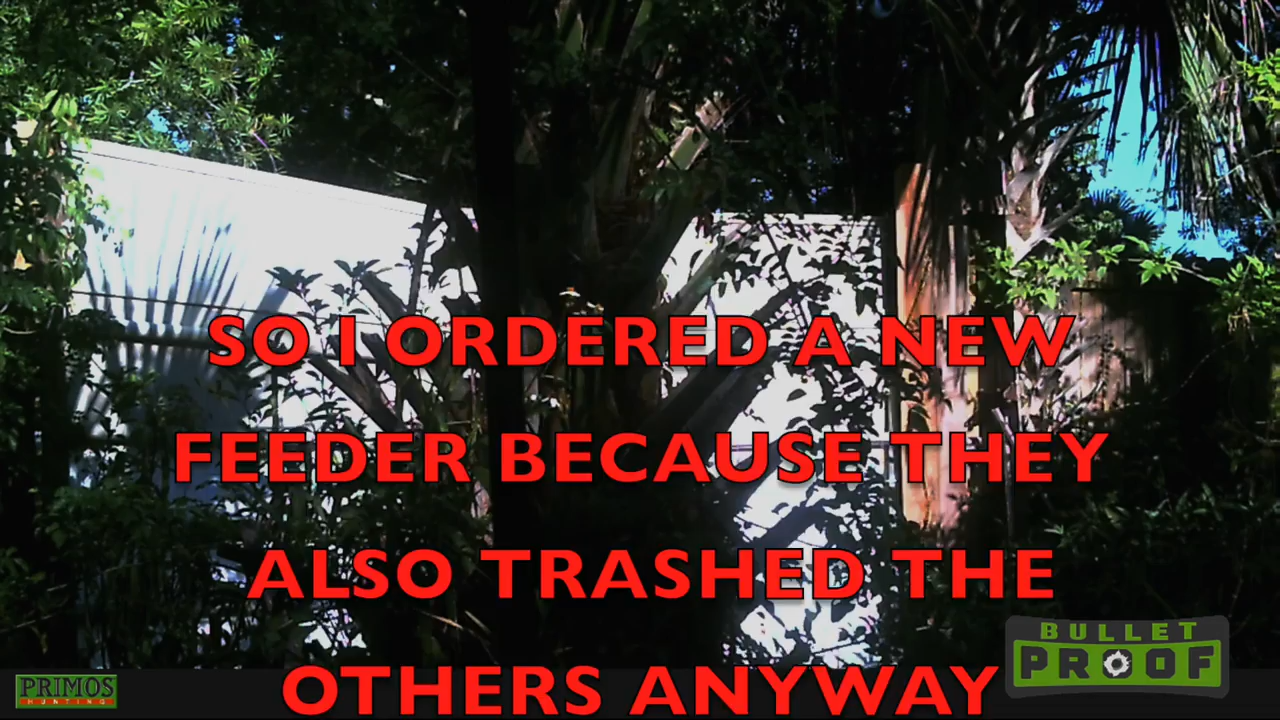 SO I ORDERED A NEW
FEEDER BECAUSE THEY
ALSO TRASHED THE
OTHERS ANYWAY
BULLET
PROOF
PRIMOS
HUNTING